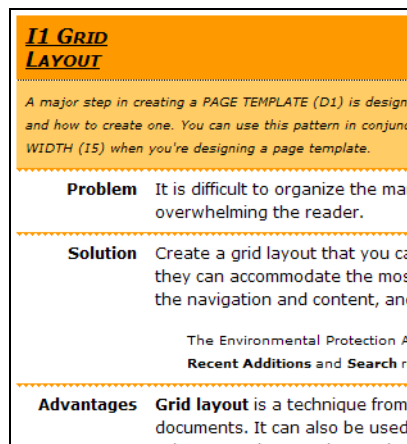 I1 GRID
LAYOUT
A major step in creating a PAGE TEMPLATE (D1) is design
and how to create one. You can use this pattern in conjunc
WIDTH (I5) when you're designing a page template.
Problem It is difficult to organize the ma
overwhelming the reader.
Solution Create a grid layout that you ca
they can accommodate the mos
the navigation and content, and
The Environmental Protection A
Recent Additions and Search r
Advantages Grid layout is a technique from
documents. It can also be used